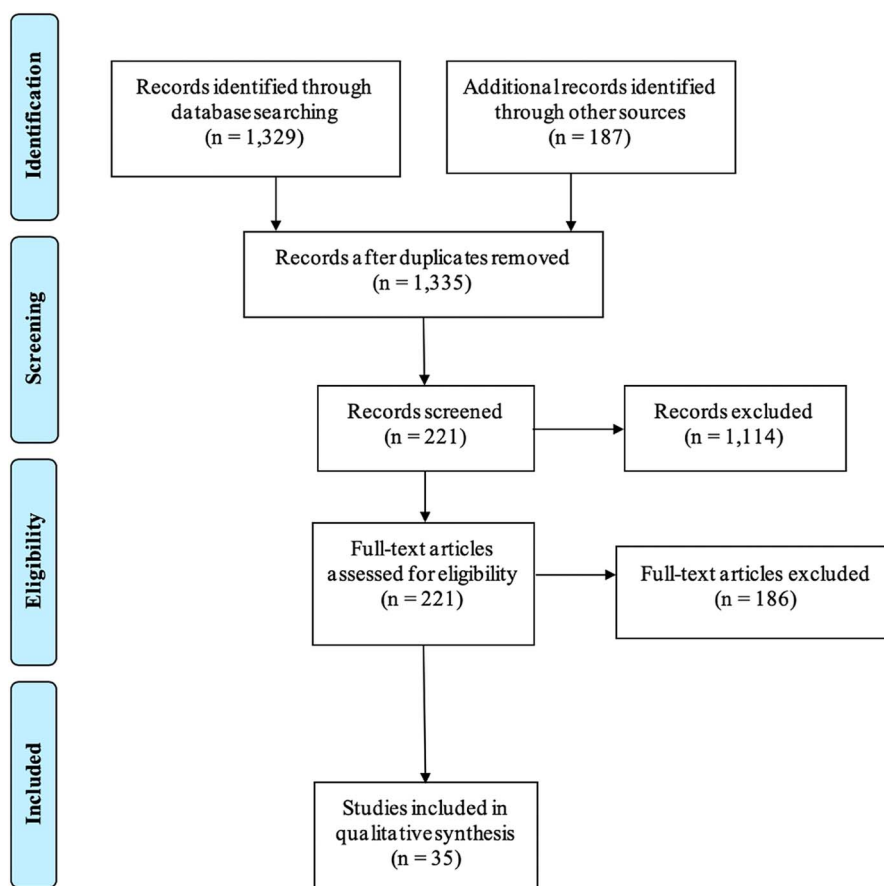 Identification
Records identified through
database searching
(n = 1,329)
Additional records identified
through other sources
(n = 187)
Screening
Records after duplicates removed
(n = 1,335)
Records screened
(n = 221)
Records excluded
(n = 1,114)
Eligibility
Full-text articles
assessed for eligibility
(n = 221)
Full-text articles excluded
(n = 186)
Included
Studies included in
qualitative synthesis
(n = 35)